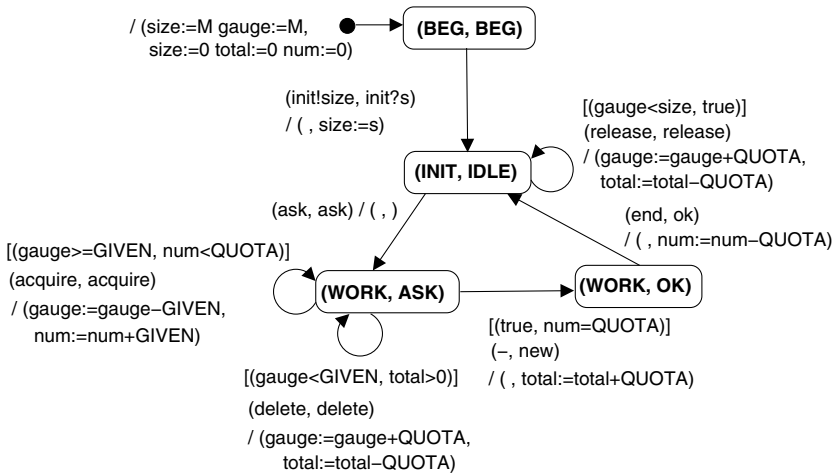 / (size:=M gauge:=M,
size:=0 total:=0 num:=0)
(BEG, BEG)
(init!size, init?s)
/ ( , size:=s)
[(gauge<size, true)]
(release, release)
/ (gauge:=gauge+QUOTA,
total:=total−QUOTA)
(INIT, IDLE)
(ask, ask) / ( , )
(end, ok)
/ ( , num:=num−QUOTA)
[(gauge>=GIVEN, num<QUOTA)]
(acquire, acquire)
/ (gauge:=gauge−GIVEN,
num:=num+GIVEN)
(WORK, ASK)
(WORK, OK)
[(true, num=QUOTA)]
(−, new)
/ ( , total:=total+QUOTA)
[(gauge<GIVEN, total>0)]
(delete, delete)
/ (gauge:=gauge+QUOTA,
total:=total−QUOTA)